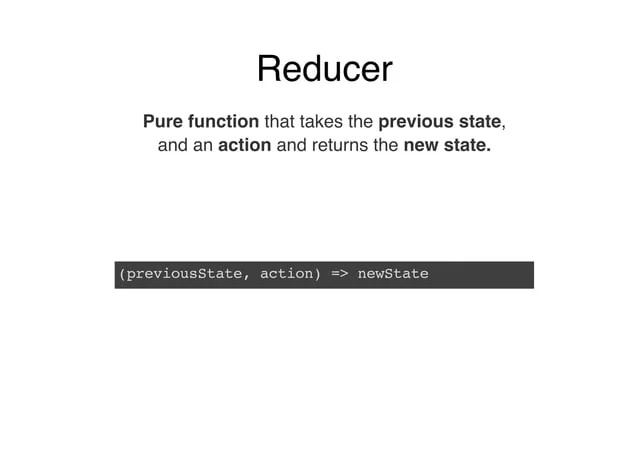 Reducer
Pure function that takes the previous state,
and an action and returns the new state.
(previousState, action) => newState